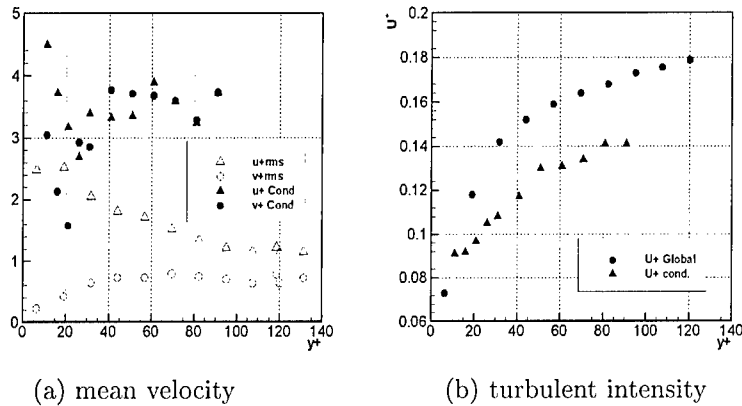 5
4
3
2
1
0
0 20 40 60 80 100 120 140
y+
u+rms
v+rms
u+ Cond
v+ Cond
U+
0.2
0.18
0.16
0.14
0.12
0.1
0.08
0.06
0 20 40 60 80 100 120 140
y+
U+ Global
U+ cond.
(a) mean velocity
(b) turbulent intensity